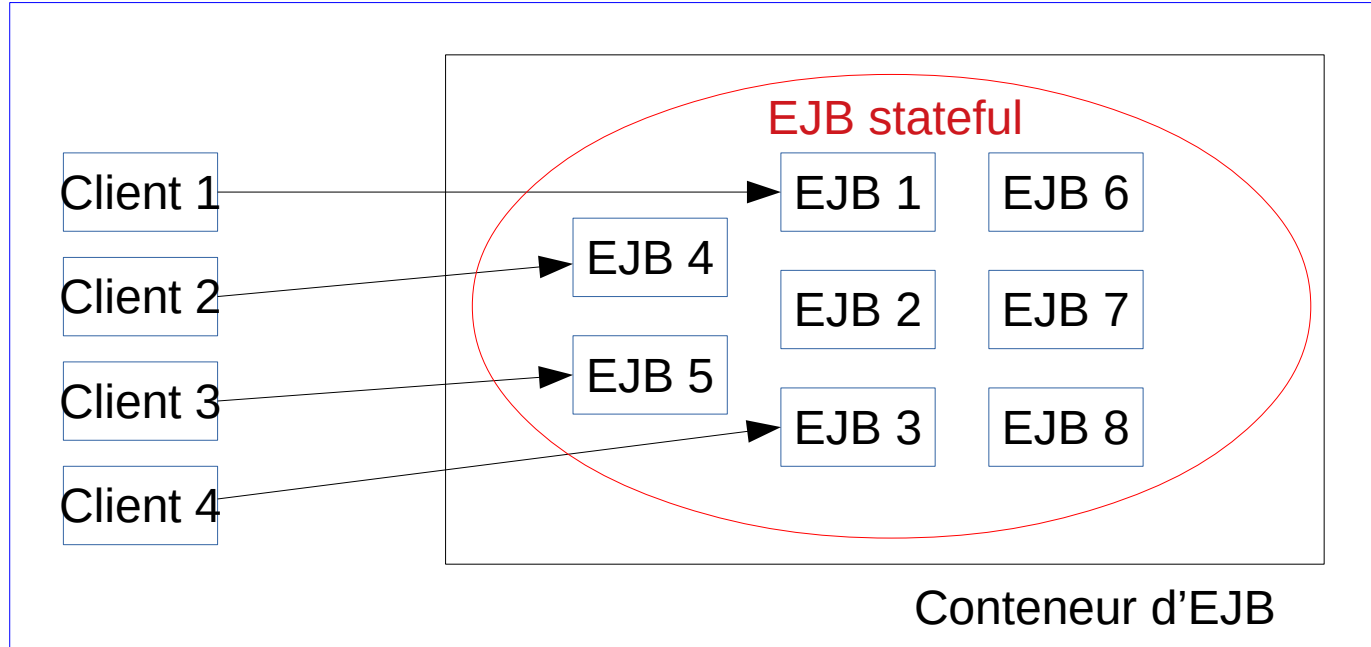 EJB stateful
Client 1
EJB 1
EJB 6
EJB 4
Client 2
EJB 2
EJB 7
EJB 5
Client 3
EJB 3
EJB 8
Client 4
Conteneur d’EJB